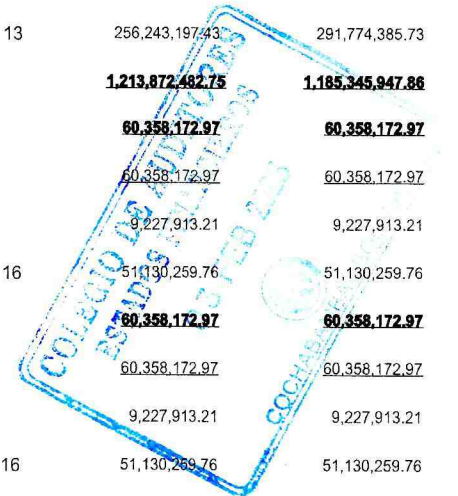 13 256,243,197.43 291,774,385.73
1,213,872,482.75 1,185,345,947.86
60,358,172.97 60,358,172.97
60,358,172.97 60,358,172.97
9,227,913.21 9,227,913.21
16 51,130,259.76 51,130,259.76
60,358,172.97 60,358,172.97
60,358,172.97 60,358,172.97
9,227,913.21 9,227,913.21
16 51,130,259.76 51,130,259.76
COLEGIO DE AUDITORES
ESTADOS
FEB
COCHABAMBA